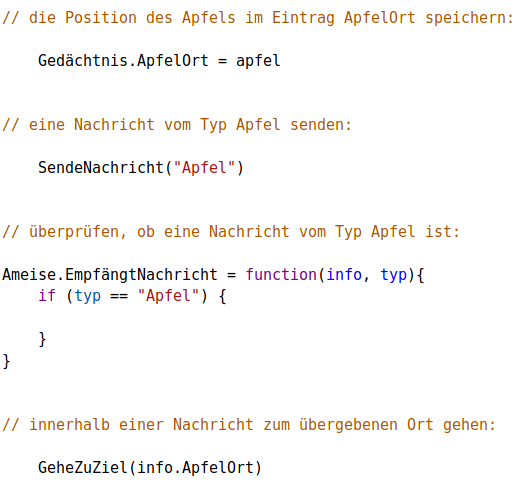 // die Position des Apfels im Eintrag ApfelOrt speichern:
Gedächtnis.ApfelOrt = apfel
// eine Nachricht vom Typ Apfel senden:
SendeNachricht("Apfel")
// überprüfen, ob eine Nachricht vom Typ Apfel ist:
Ameise.EmpfängtNachricht = function(info, typ){
if (typ == "Apfel") {
}
}
// innerhalb einer Nachricht zum übergebenen Ort gehen:
GeheZuZiel(info.ApfelOrt)